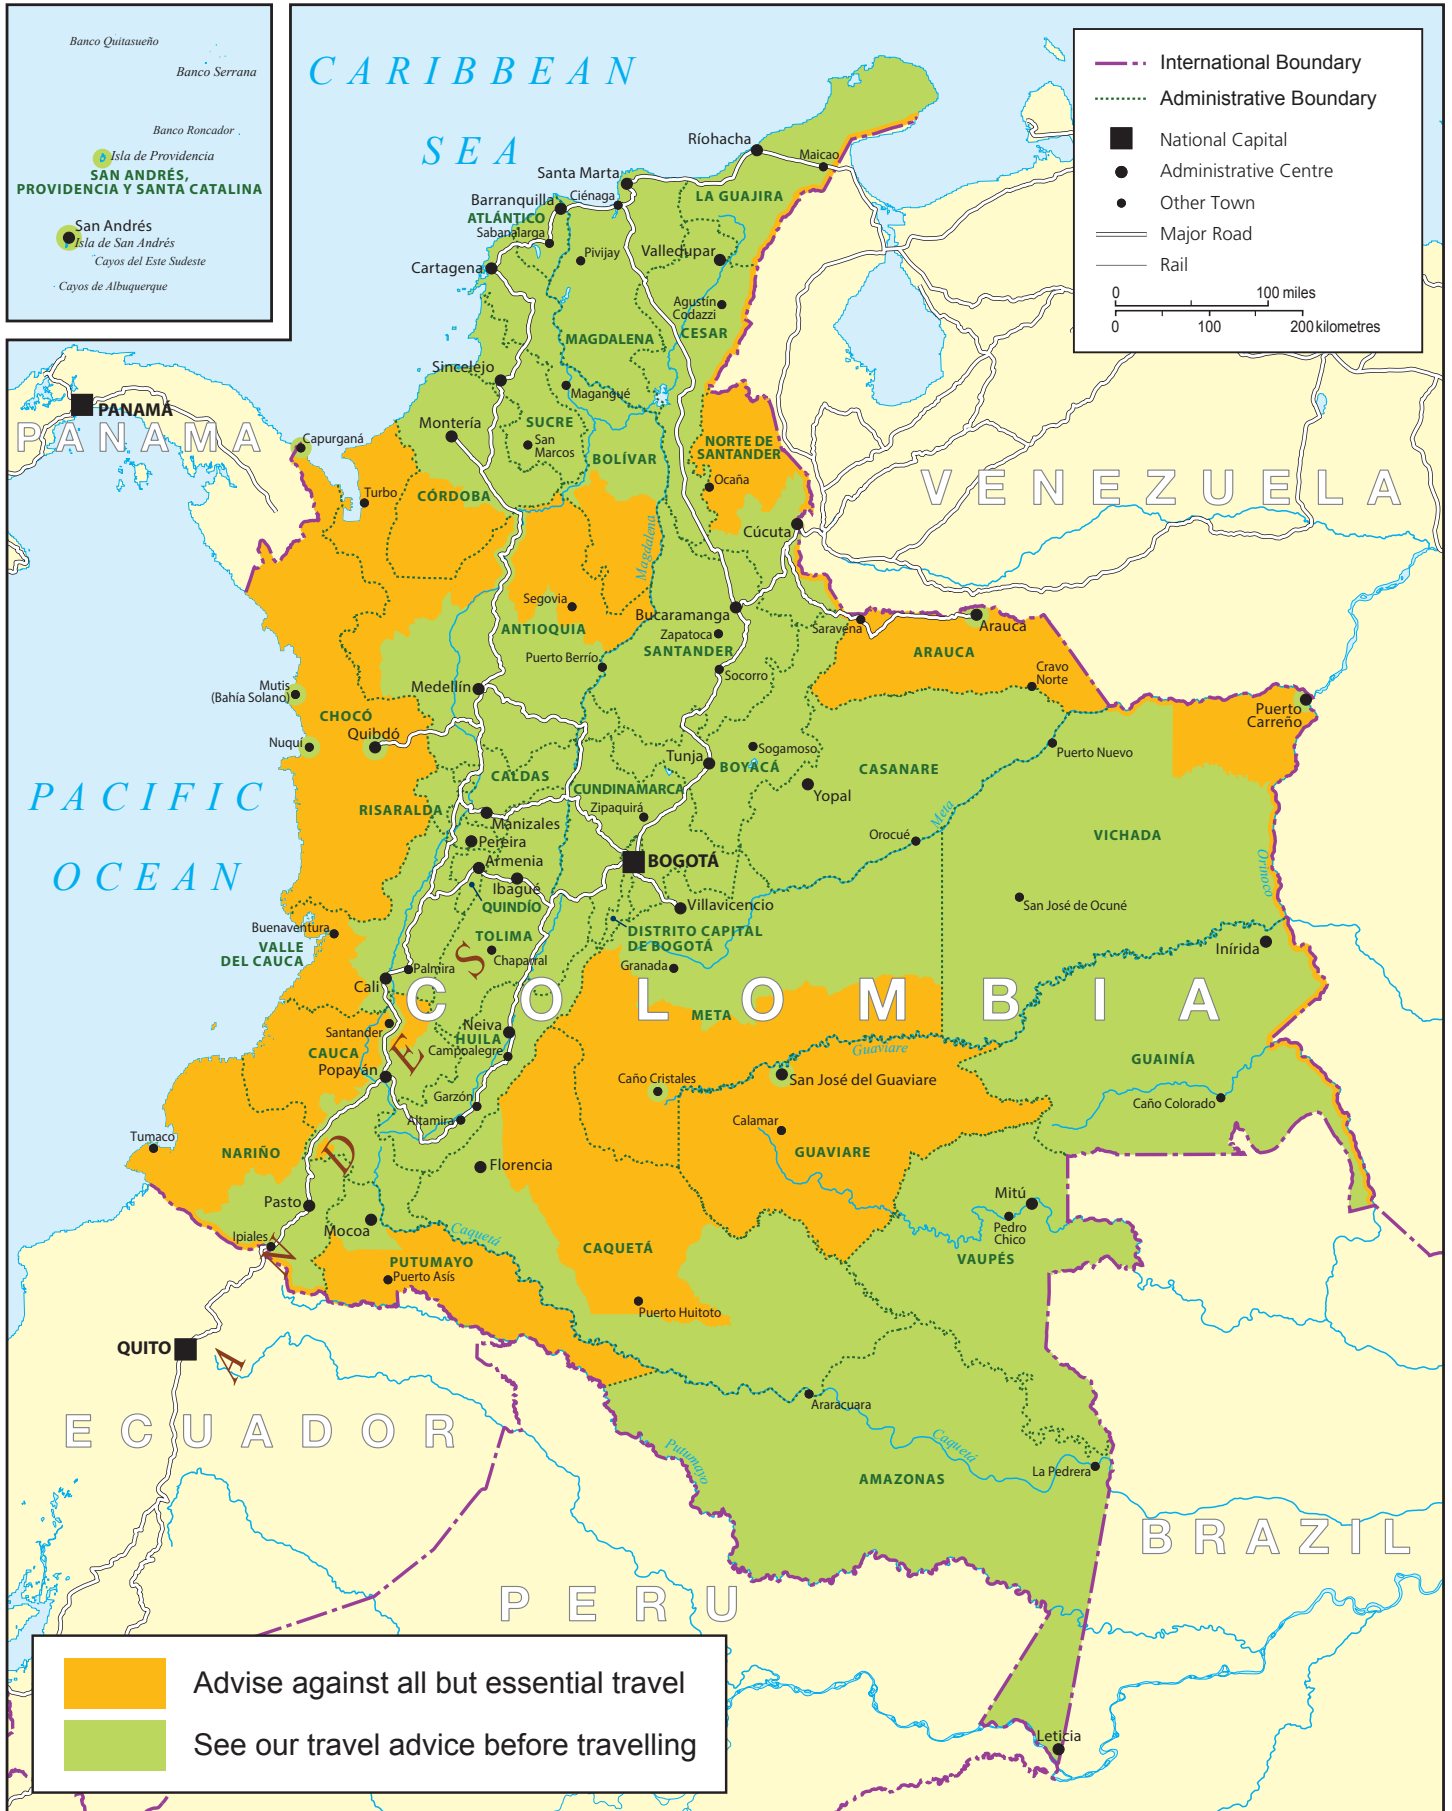 Banco Quitasueño
Banco Serrana
Banco Roncador
Isla de Providencia
SAN ANDRÉS,
PROVIDENCIA Y SANTA CATALINA
San Andrés
Isla de San Andrés
Cayos del Este Sudeste
Cayos de Albuquerque
CARIBBEAN
SEA
International Boundary
Administrative Boundary
National Capital
Administrative Centre
Other Town
Major Road
Rail
0 100 miles
0 100 200 kilometres
Ríohacha
Maicao
Santa Marta
LA GUAJIRA
Barranquilla
Ciénaga
ATLÁNTICO
Sabanalarga
Pivijay
Valledupar
Cartagena
Agustín
Codazzi
MAGDALENA
CESAR
Sincelejo
Magangué
PANAMÁ
PANAMA
Capurganá
Montería
SUCRE
San
Marcos
BOLÍVAR
NORTE DE
SANTANDER
Ocaña
VENEZUELA
Turbo
CÓRDOBA
Cúcuta
Magdalena
Segovia
ANTIOQUIA
Bucaramanga
Zapatoca
SANTANDER
Saravena
Arauca
ARAUCA
Puerto Berrío
Socorro
Cravo
Norte
Mutis
(Bahía Solano)
Medellín
CHOCÓ
Quibdó
Nuquí
Puerto
Carreño
Tunja
Sogamoso
BOYACÁ
CASANARE
Puerto Nuevo
PACIFIC
OCEAN
CALDAS
CUNDINAMARCA
Yopal
RISARALDA
Zipaquirá
Manizales
Pereira
Meta
Orocué
VICHADA
Armenia
BOGOTÁ
Ibagué
QUINDÍO
Orinoco
Villavicencio
San José de Ocuné
Buenaventura
VALLE
DEL CAUCA
TOLIMA
DISTRITO CAPITAL
DE BOGOTÁ
Chaparral
Granada
Inírida
Palmira
Cali
COLOMBIA
META
Santander
Neiva
HUILA
CAUCA
Campoalegre
Guaviare
GUAINÍA
Popayán
Caño Cristales
San José del Guaviare
Garzón
Caño Colorado
Altamira
Calamar
Tumaco
NARIÑO
GUAVIARE
Florencia
Mitú
Pasto
Pedro
Chico
Mocoa
Ipiales
Caquetá
CAQUETÁ
VAUPÉS
PUTUMAYO
Puerto Asís
Puerto Huitoto
ANDES
QUITO
Araracuara
ECUADOR
Putumayo
Caquetá
La Pedrera
AMAZONAS
BRAZIL
PERU
Leticia
Advise against all but essential travel
See our travel advice before travelling